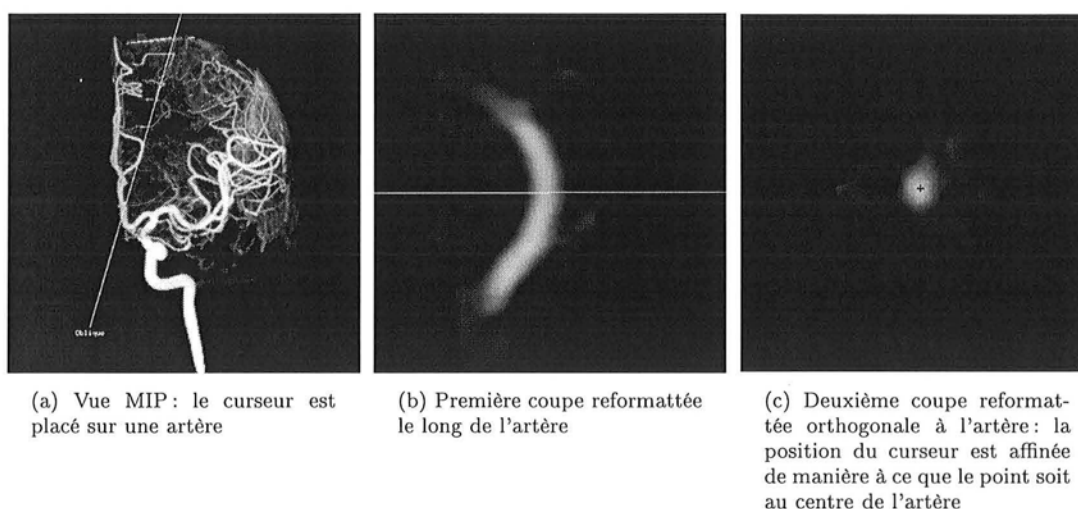 Oblique
(a) Vue MIP : le curseur est
placé sur une artère
(b) Première coupe reformattée
le long de l'artère
(c) Deuxième coupe reformat-
tée orthogonale à l'artère : la
position du curseur est affinée
de manière à ce que le point soit
au centre de l'artère